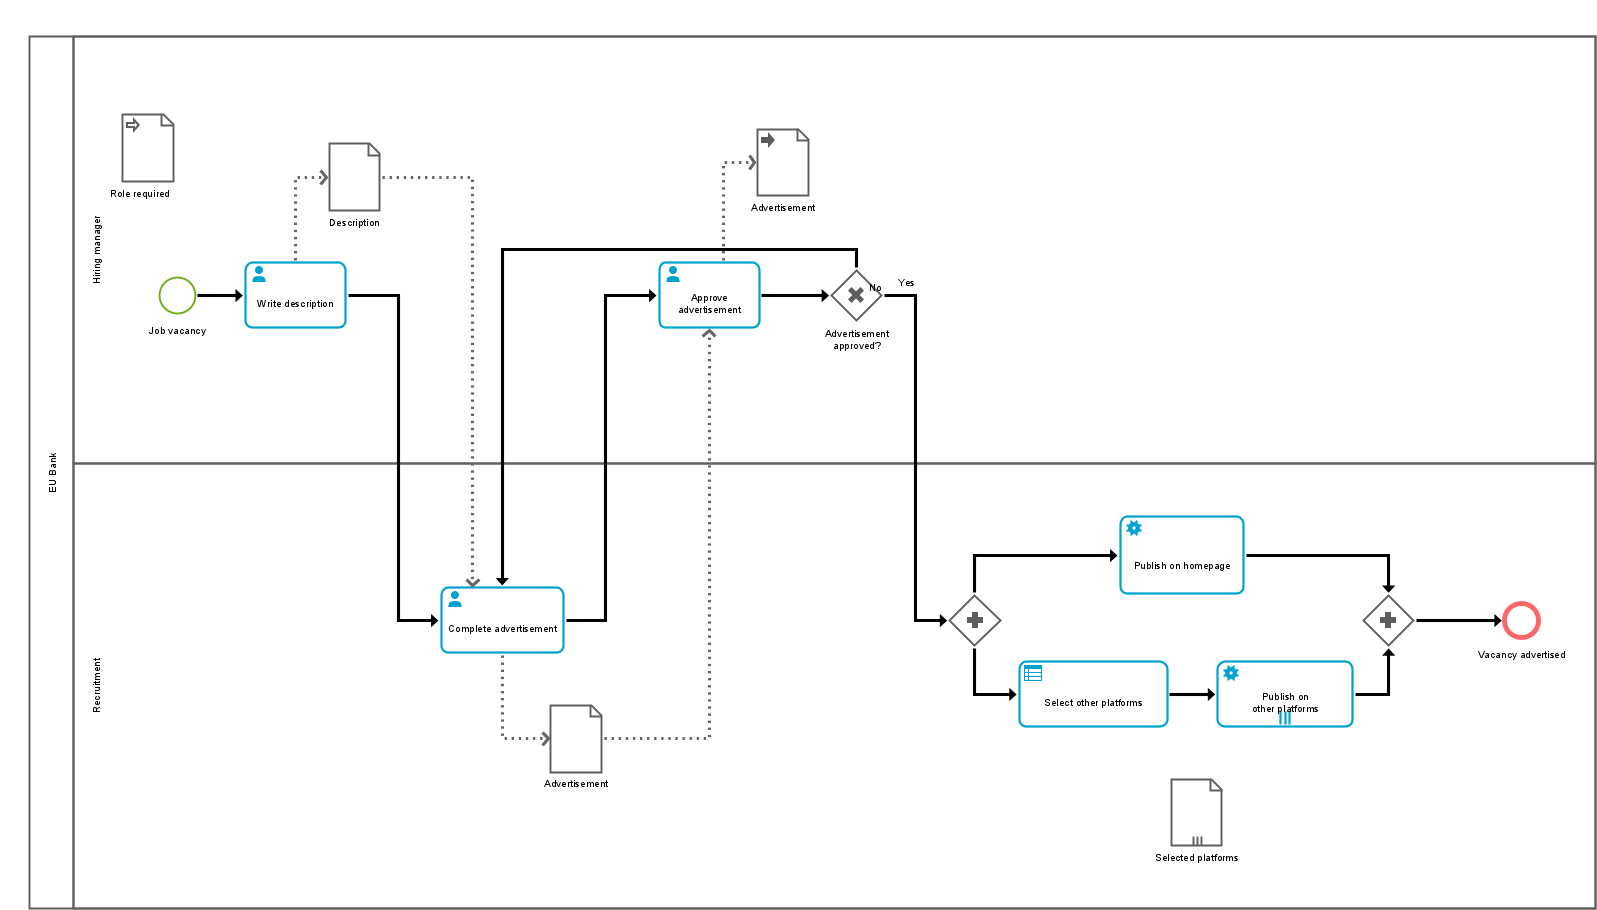 EU Bank
Hiring manager
Role required
Description
Advertisement
Job vacancy
Write description
Approve
advertisement
No
Yes
Advertisement
approved?
Recruitment
Complete advertisement
Advertisement
Publish on homepage
Select other platforms
Publish on
other platforms
Vacancy advertised
Selected platforms